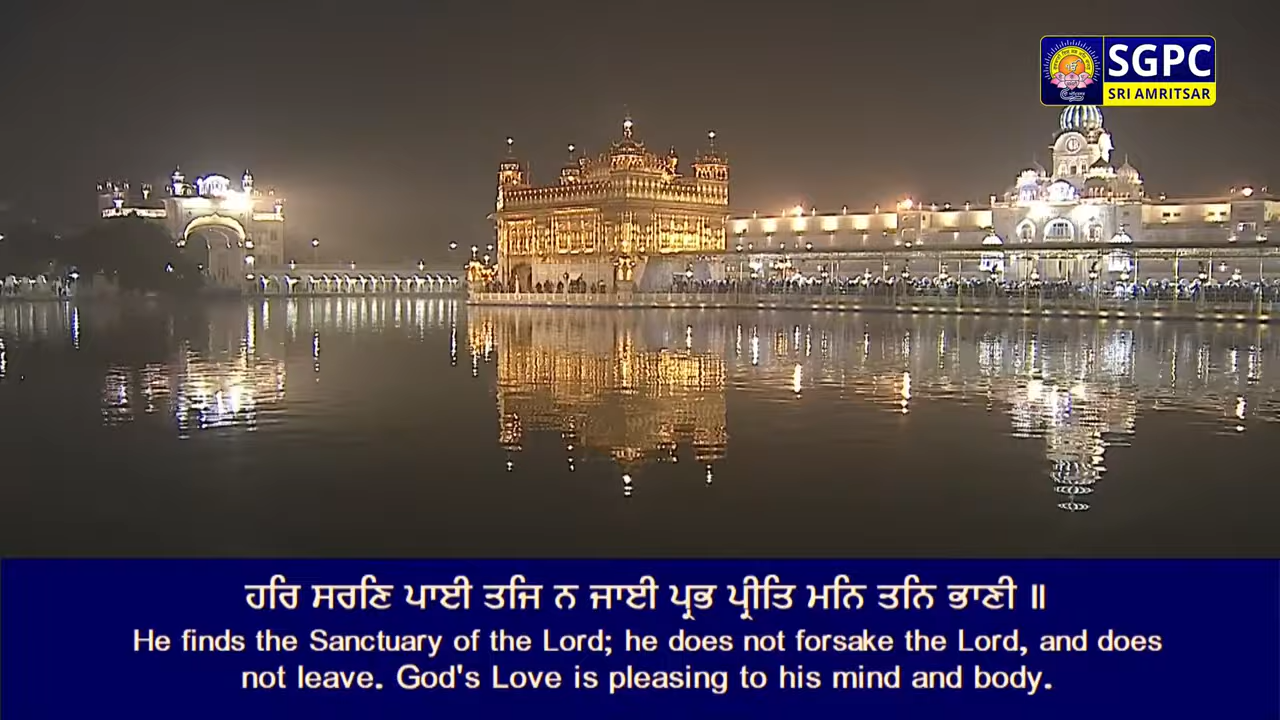 SGPC
SRI AMRITSAR
ਹਰਿ ਸਰਣਿ ਪਾਈ ਤਜਿ ਨ ਜਾਈ ਪ੍ਰਭ ਪ੍ਰੀਤਿ ਮਨਿ ਤਨਿ ਭਾਣੀ ॥
He finds the Sanctuary of the Lord; he does not forsake the Lord, and does
not leave. God's Love is pleasing to his mind and body.